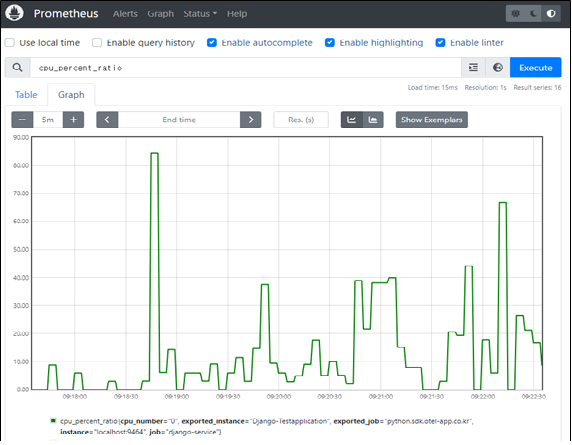 Prometheus Alerts Graph Status Help
Use local time Enable query history Enable autocomplete Enable highlighting Enable linter
cpu_percent_ratio Execute
Load time: 15ms Resolution: 1s Result series: 16
Table Graph
− 5m + < End time > Res. (s) Show Exemplars
90.00
80.00
70.00
60.00
50.00
40.00
30.00
20.00
10.00
0.00
09:18:00 09:18:30 09:19:00 09:19:30 09:20:00 09:20:30 09:21:00 09:21:30 09:22:00 09:22:30
cpu_percent_ratio{cpu_number="0", exported_instance="Django-Testapplication", exported_job="python.sdk.otel-app.co.kr",
instance="localhost:9464", job="django-service"}